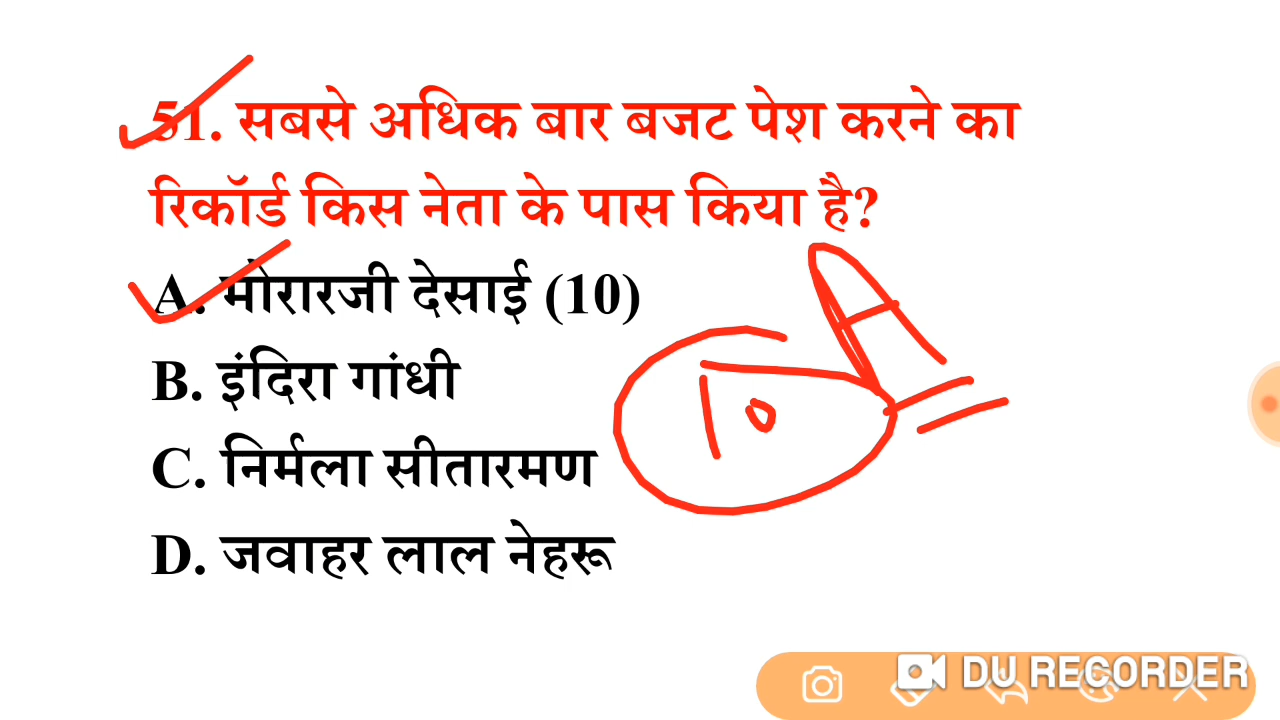 51. सबसे अधिक बार बजट पेश करने का
रिकॉर्ड किस नेता के पास किया है?
A. मोरारजी देसाई (10)
B. इंदिरा गांधी
C. निर्मला सीतारमण
D. जवाहर लाल नेहरू
A
10
DU RECORDER